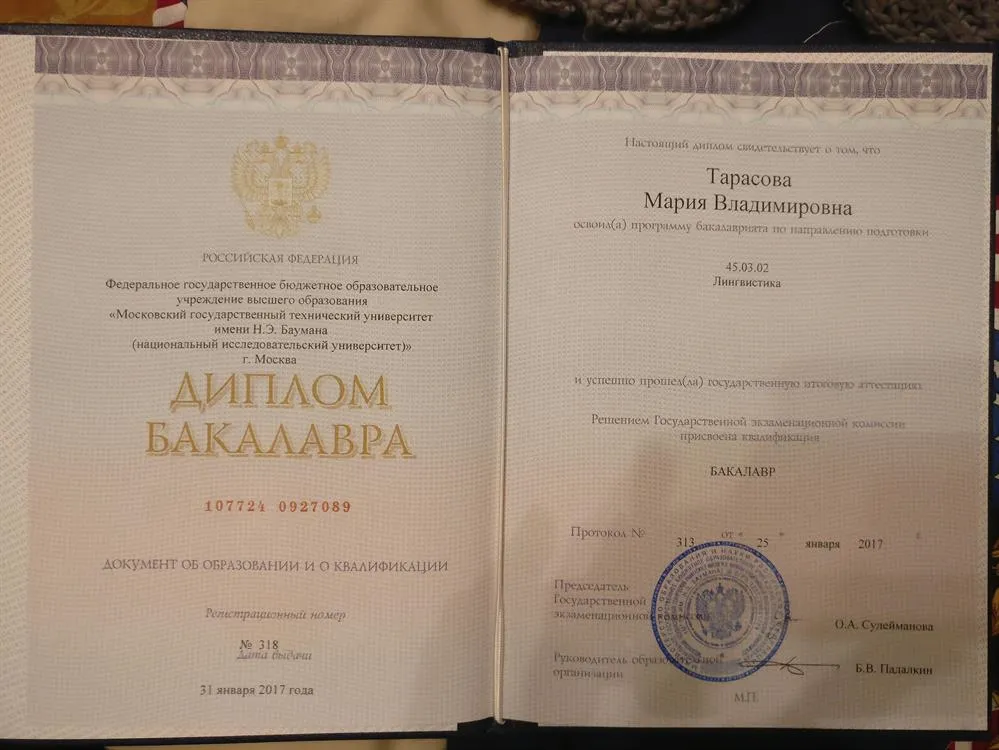 РОССИЙСКАЯ ФЕДЕРАЦИЯ
Федеральное государственное бюджетное образовательное
учреждение высшего образования
«Московский государственный технический университет
имени Н.Э. Баумана
(национальный исследовательский университет)»
г. Москва
ДИПЛОМ
БАКАЛАВРА
107724 0927089
ДОКУМЕНТ ОБ ОБРАЗОВАНИИ И О КВАЛИФИКАЦИИ
Регистрационный номер
№ 318
Дата выдачи
31 января 2017 года
Настоящий диплом свидетельствует о том, что
Тарасова
Мария Владимировна
освоил(а) программу бакалавриата по направлению подготовки
45.03.02
Лингвистика
и успешно прошел(ла) государственную итоговую аттестацию
Решением Государственной экзаменационной комиссии
присвоена квалификация
БАКАЛАВР
Протокол № 313 от « 25 » января 2017 г.
Председатель
Государственной
экзаменационной комиссии О.А. Сулейманова
Руководитель образовательной
организации Б.В. Падалкин
М.П.